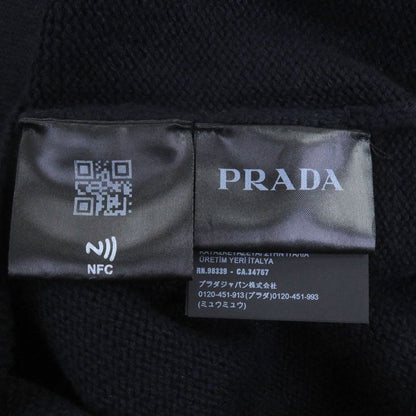 NFC
PRADA
ÜRETİM YERİ İTALYA
RN.98339 - CA.34767
プラダジャパン株式会社
0120-451-913(プラダ)0120-451-993
(ミュウミュウ)